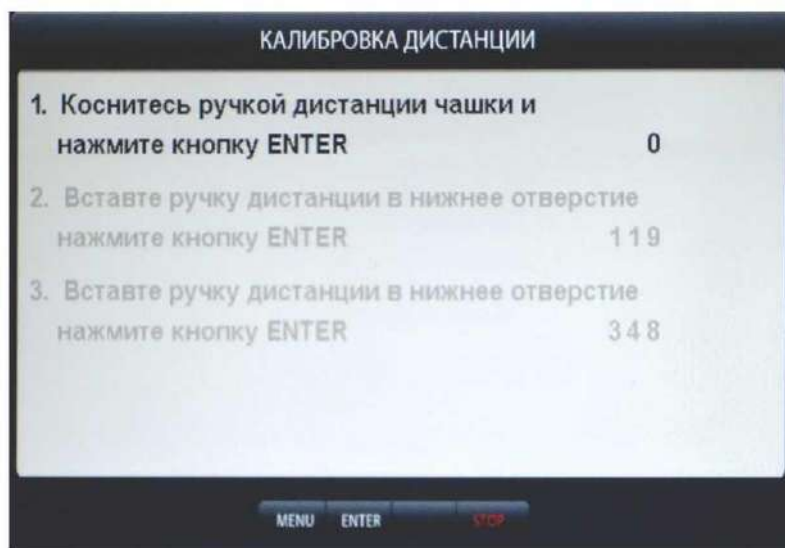 КАЛИБРОВКА ДИСТАНЦИИ
1. Коснитесь ручкой дистанции чашки и
нажмите кнопку ENTER 0
2. Вставте ручку дистанции в нижнее отверстие
нажмите кнопку ENTER 119
3. Вставте ручку дистанции в нижнее отверстие
нажмите кнопку ENTER 348
MENU ENTER STOP